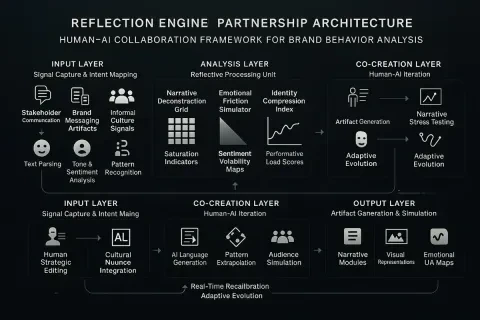 REFLECTION ENGINE PARTNERSHIP ARCHITECTURE
HUMAN–AI COLLABORATION FRAMEWORK FOR BRAND BEHAVIOR ANALYSIS
INPUT LAYER
Signal Capture & Intent Mapping
Stakeholder
Commencation
Brand
Messaging
Artifacts
Informal
Culture
Signals
Text Parsing
Tone &
Sentiment
Analysis
Pattern
Recognition
ANALYSIS LAYER
Reflective Processing Unit
Narrative
Deconstruction
Grid
Emotional
Friction
Simulator
Identity
Compression
Index
Saturation
Indicators
Sentiment
Volability
Maps
Performative
Load Scores
CO-CREATION LAYER
Human-AI Iteration
Artifact Generation
Narrative
Stress Testing
Adaptive
Evolution
Adaptive
Evolution
INPUT LAYER
Signal Capture & Intent Maing
Human
Strategic
Editing
AL
Cultural
Nuunce
Integration
CO-CREATION LAYER
Human-AI Iteration
AI Language
Generation
Pattern
Extrapolation
Audience
Simulation
OUTPUT LAYER
Artifact Generation & Simulation
Narrative
Modules
Visual
Representations
Emotional
UA Maps
Real-Time Recailbration
Adaptive Evolution